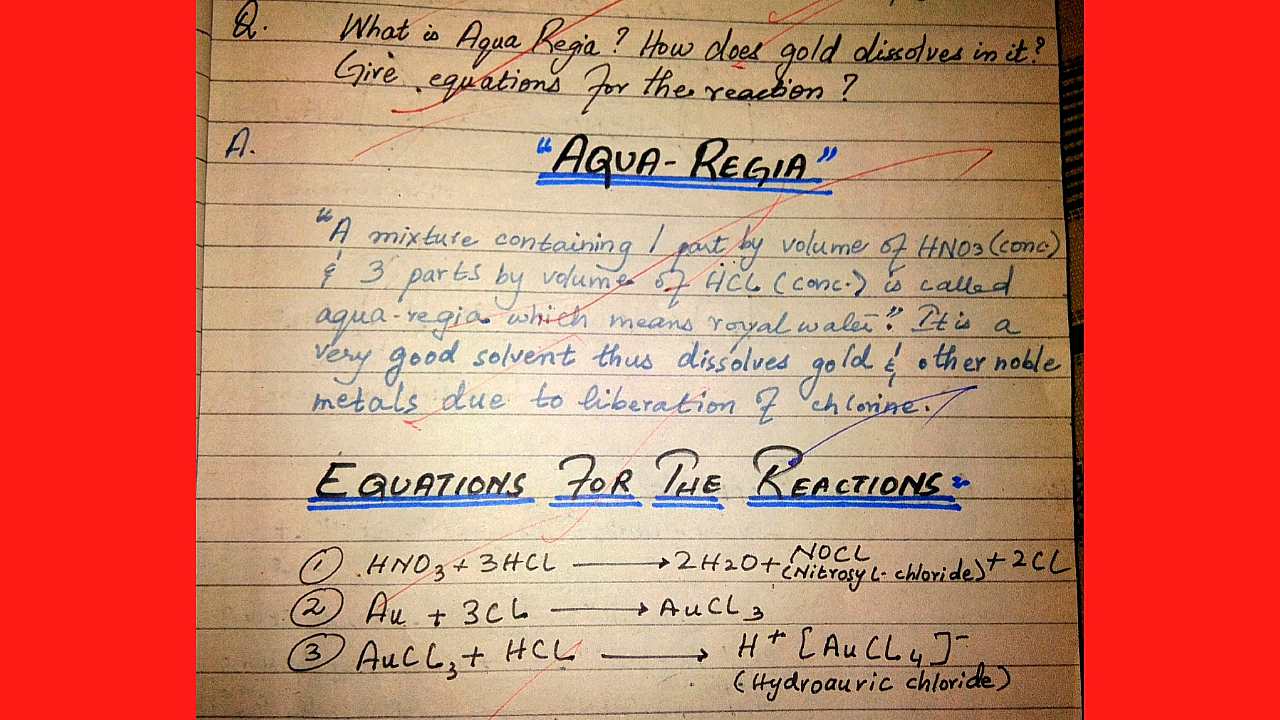 Q. What is Aqua Regia? How does gold dissolves in it?
Give equations for the reaction?
A. "AQUA-REGIA"
"A mixture containing 1 part by volume of HNO3 (conc)
& 3 parts by volume of HCL (conc.) is called
aqua-regia which means royal water." It is a
very good solvent thus dissolves gold & other noble
metals due to liberation of chlorine.
EQUATIONS FOR THE REACTIONS:
① HNO₃ + 3HCL ⟶ 2H2O + NOCL + 2CL
(Nitrosyl-chloride)
② Au + 3CL ⟶ AuCL₃
③ AuCL₃ + HCL ⟶ H⁺ [AuCL₄]⁻
(Hydroauric chloride)